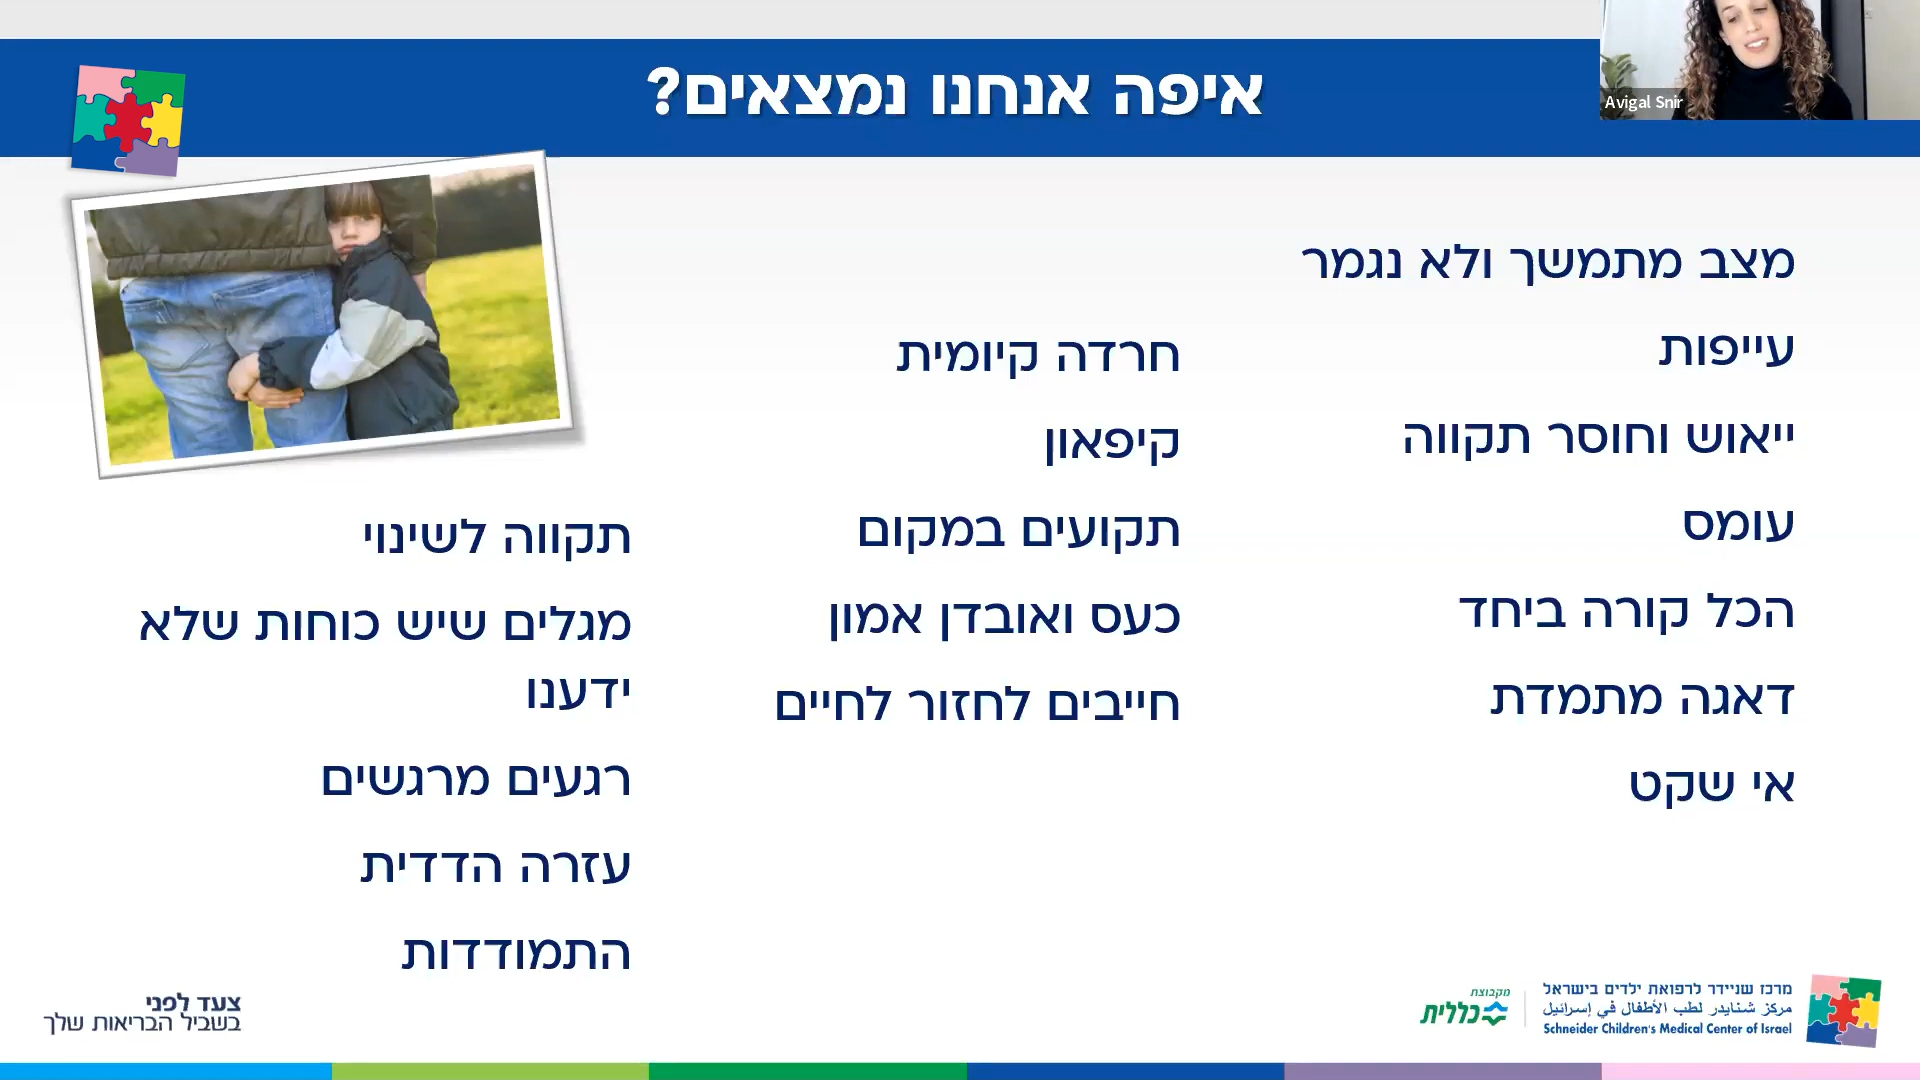 איפה אנחנו נמצאים?
Avigal Snir
מצב מתמשך ולא נגמר
עייפות
ייאוש וחוסר תקווה
עומס
הכל קורה ביחד
דאגה מתמדת
אי שקט
חרדה קיומית
קיפאון
תקועים במקום
כעס ואובדן אמון
חייבים לחזור לחיים
תקווה לשינוי
מגלים שיש כוחות שלא
ידענו
רגעים מרגשים
עזרה הדדית
התמודדות
מרכז שניידר לרפואת ילדים בישראל
مركز شنايدر لطب الأطفال في إسرائيل
Schneider Children's Medical Center of Israel
מקבוצת
כללית
צעד לפני
בשביל הבריאות שלך